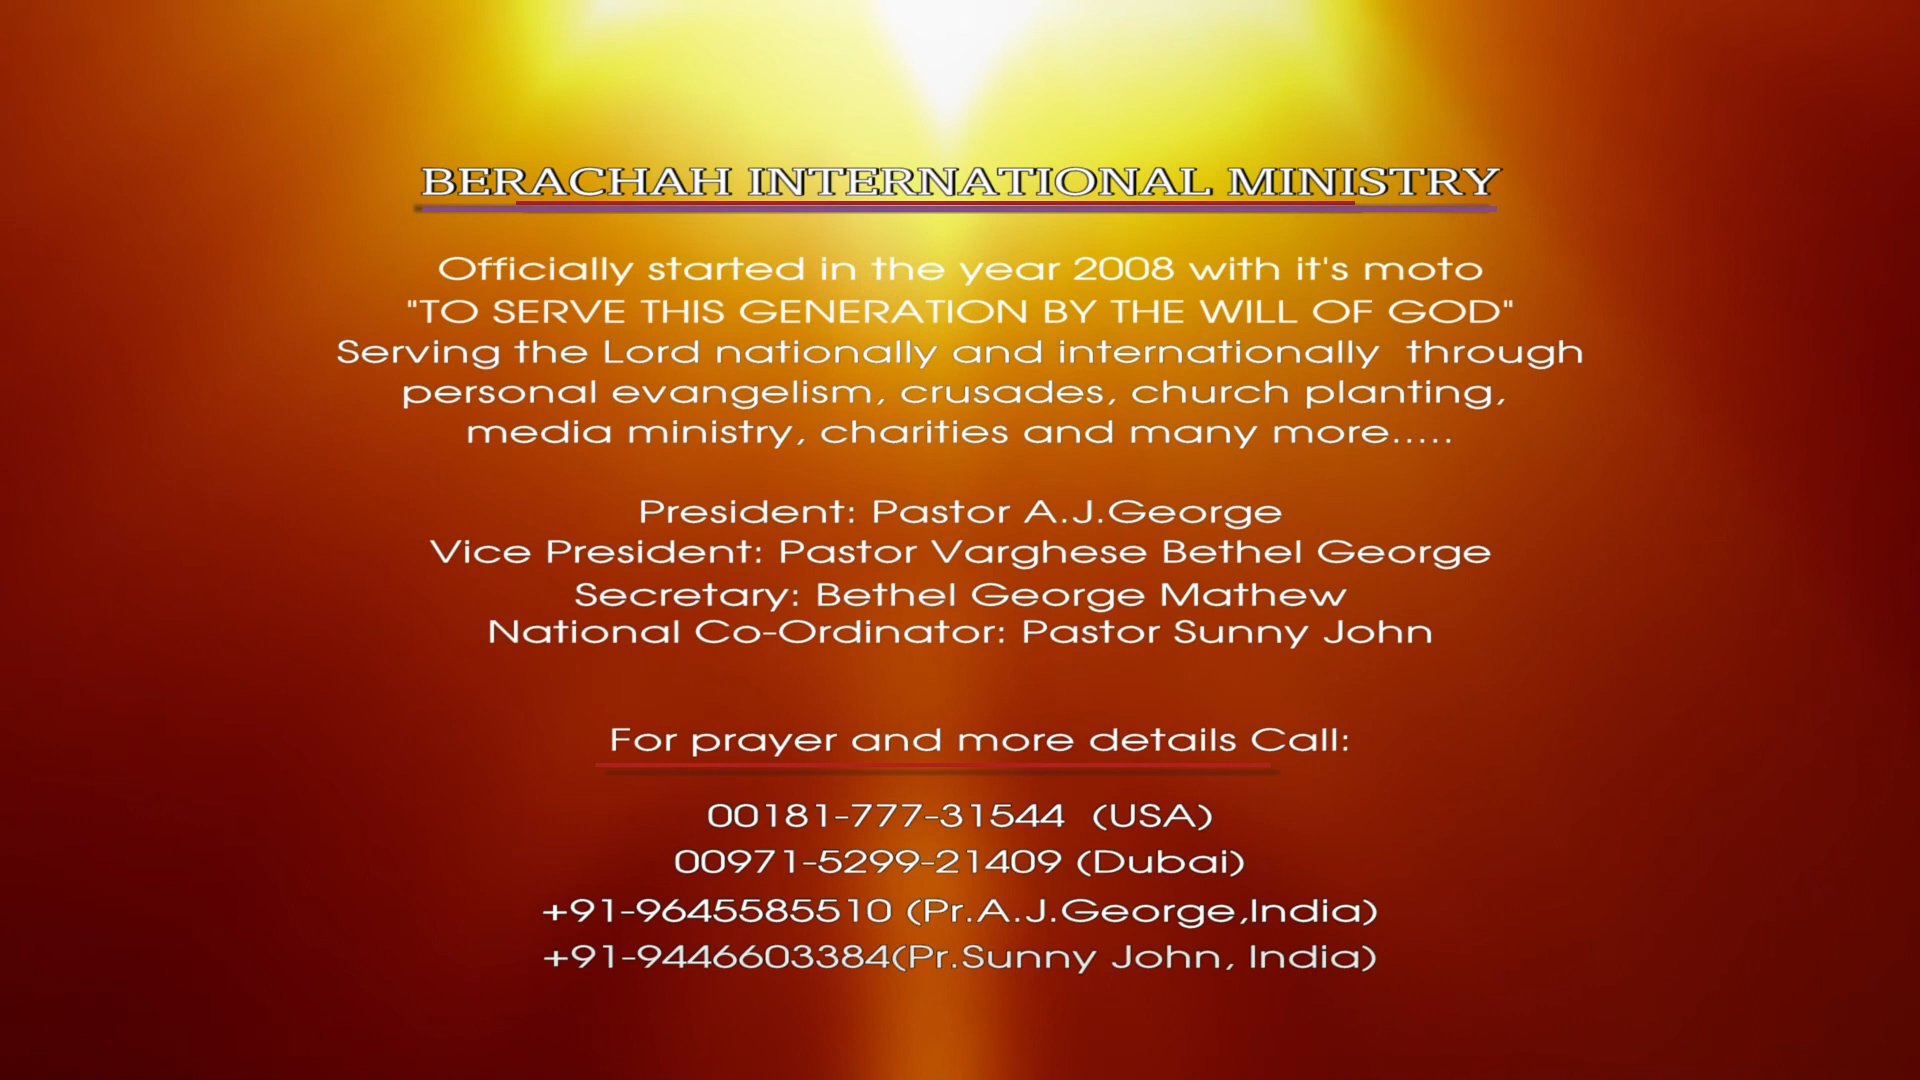 BERACHAH INTERNATIONAL MINISTRY
Officially started in the year 2008 with it's moto
"TO SERVE THIS GENERATION BY THE WILL OF GOD"
Serving the Lord nationally and internationally through
personal evangelism, crusades, church planting,
media ministry, charities and many more.....
President: Pastor A.J.George
Vice President: Pastor Varghese Bethel George
Secretary: Bethel George Mathew
National Co-Ordinator: Pastor Sunny John
For prayer and more details Call:
00181-777-31544 (USA)
00971-5299-21409 (Dubai)
+91-9645585510 (Pr.A.J.George,India)
+91-9446603384(Pr.Sunny John, India)